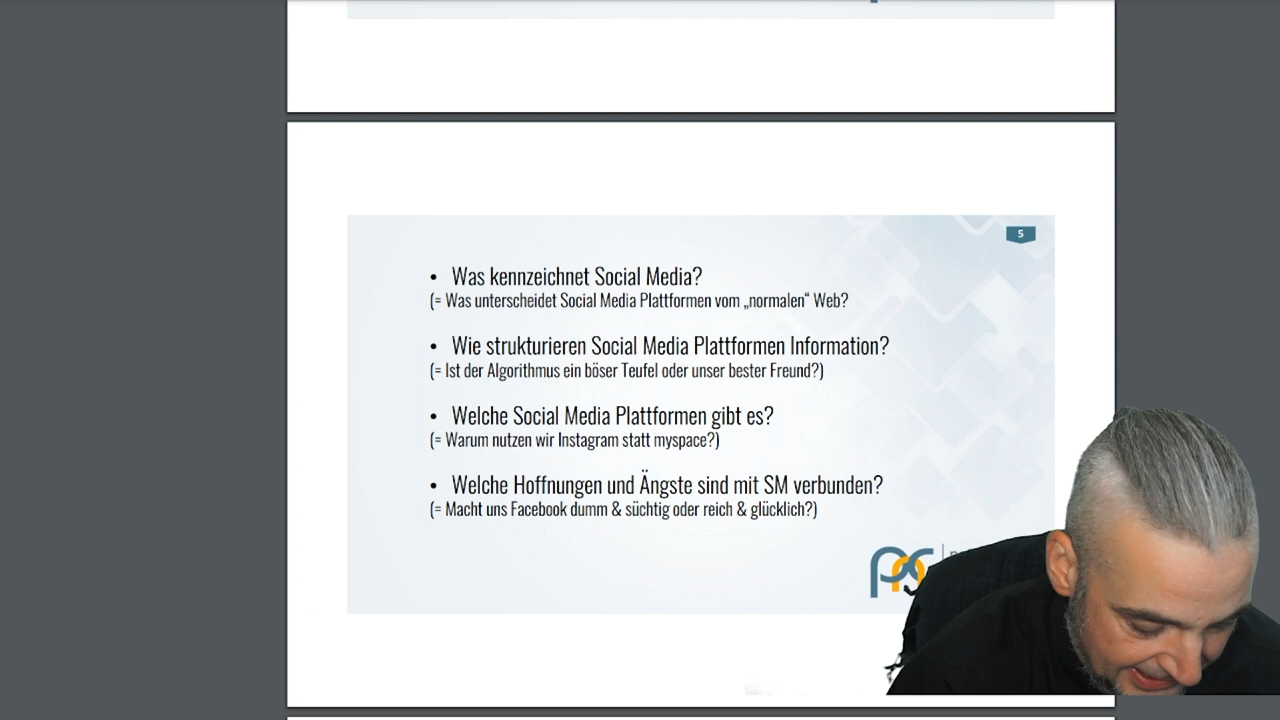 5
• Was kennzeichnet Social Media?
(= Was unterscheidet Social Media Plattformen vom „normalen“ Web?
• Wie strukturieren Social Media Plattformen Information?
(= Ist der Algorithmus ein böser Teufel oder unser bester Freund?)
• Welche Social Media Plattformen gibt es?
(= Warum nutzen wir Instagram statt myspace?)
• Welche Hoffnungen und Ängste sind mit SM verbunden?
(= Macht uns Facebook dumm & süchtig oder reich & glücklich?)